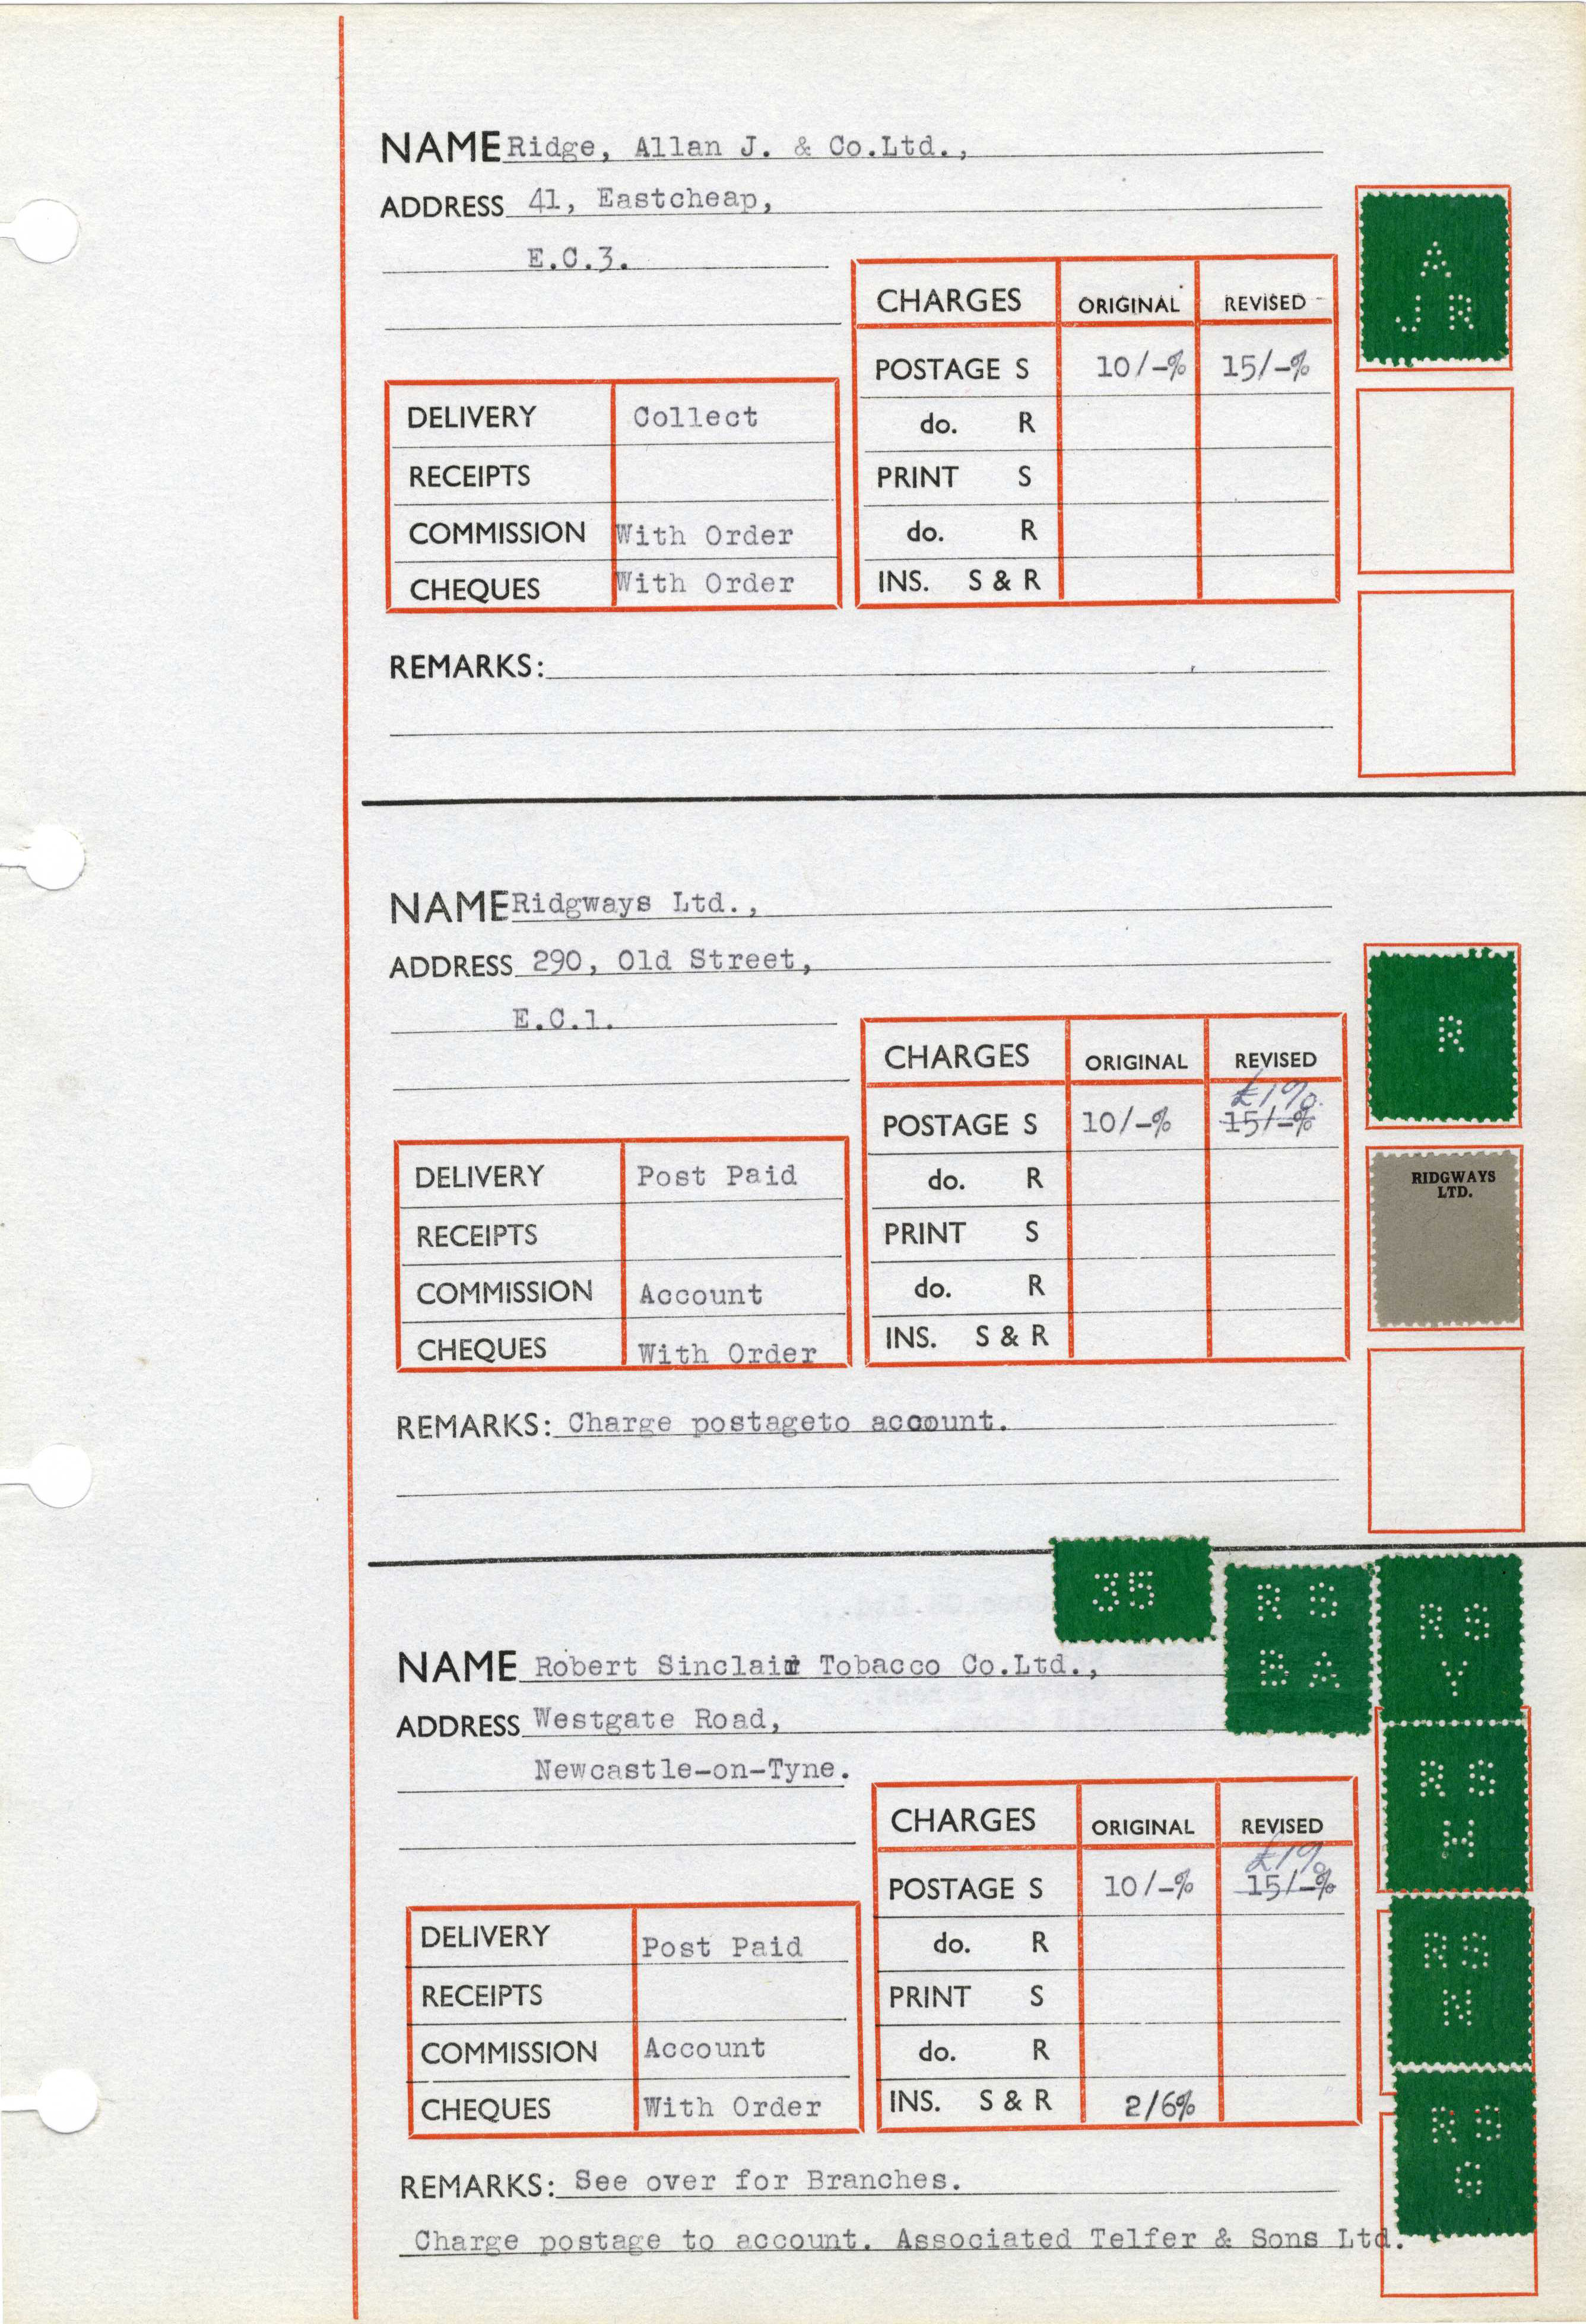 NAME Ridge, Allan J. & Co.Ltd.,
ADDRESS 41, Eastcheap,
E.C.3.
A
J R
CHARGES ORIGINAL REVISED
POSTAGE S 10/-% 15/-%
do. R
PRINT S
do. R
INS. S & R
DELIVERY Collect
RECEIPTS
COMMISSION With Order
CHEQUES With Order
REMARKS:
NAME Ridgways Ltd.,
ADDRESS 290, Old Street,
E.C.1.
R
RIDGWAYS
LTD.
CHARGES ORIGINAL REVISED
£1%.
POSTAGE S 10/-% 15/-%
do. R
PRINT S
do. R
INS. S & R
DELIVERY Post Paid
RECEIPTS
COMMISSION Account
CHEQUES With Order
REMARKS: Charge postageto account.
35
R S
B A
R S
Y
R S
H
R S
N
R S
G
NAME Robert Sinclair Tobacco Co.Ltd.,
ADDRESS Westgate Road,
Newcastle-on-Tyne.
CHARGES ORIGINAL REVISED
£1%
POSTAGE S 10/-% 15/-%
do. R
PRINT S
do. R
INS. S & R 2/6%
DELIVERY Post Paid
RECEIPTS
COMMISSION Account
CHEQUES With Order
REMARKS: See over for Branches.
Charge postage to account. Associated Telfer & Sons Ltd.